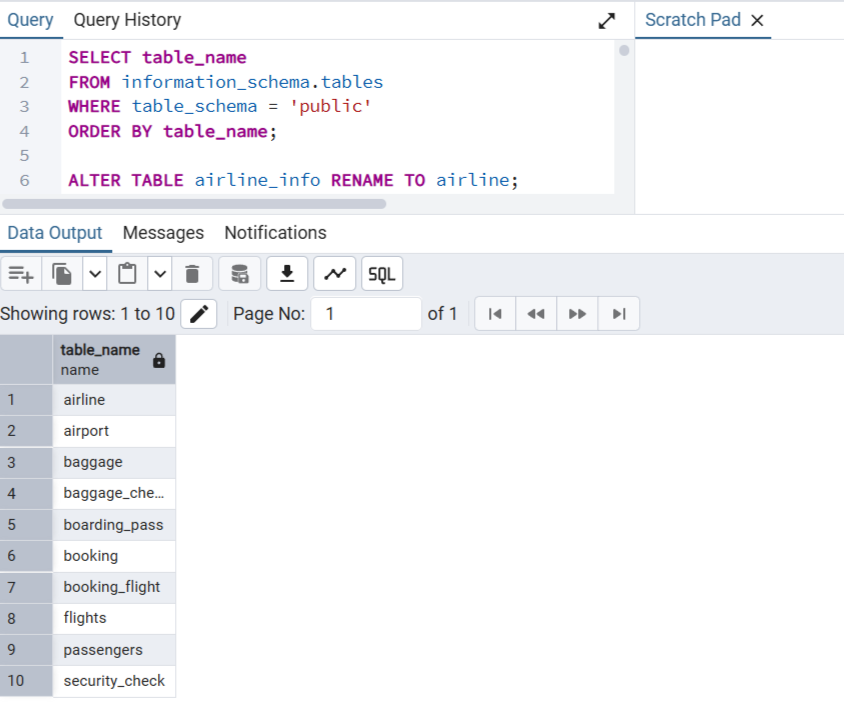 Query Query History Scratch Pad
1 SELECT table_name
2 FROM information_schema.tables
3 WHERE table_schema = 'public'
4 ORDER BY table_name;
5
6 ALTER TABLE airline_info RENAME TO airline;
Data Output Messages Notifications
SQL
Showing rows: 1 to 10 Page No: 1 of 1
table_name
name
1 airline
2 airport
3 baggage
4 baggage_che...
5 boarding_pass
6 booking
7 booking_flight
8 flights
9 passengers
10 security_check